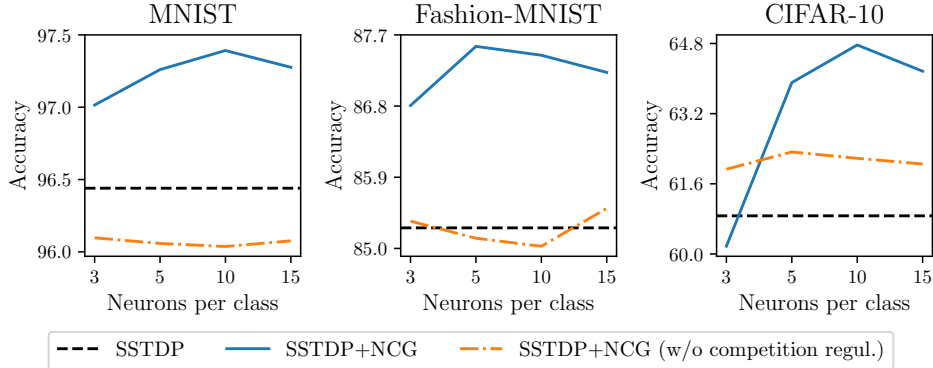 MNIST
97.5
97.0
96.5
96.0
Accuracy
3 5 10 15
Neurons per class
Fashion-MNIST
87.7
86.8
85.9
85.0
Accuracy
3 5 10 15
Neurons per class
CIFAR-10
64.8
63.2
61.6
60.0
Accuracy
3 5 10 15
Neurons per class
SSTDP SSTDP+NCG SSTDP+NCG (w/o competition regul.)